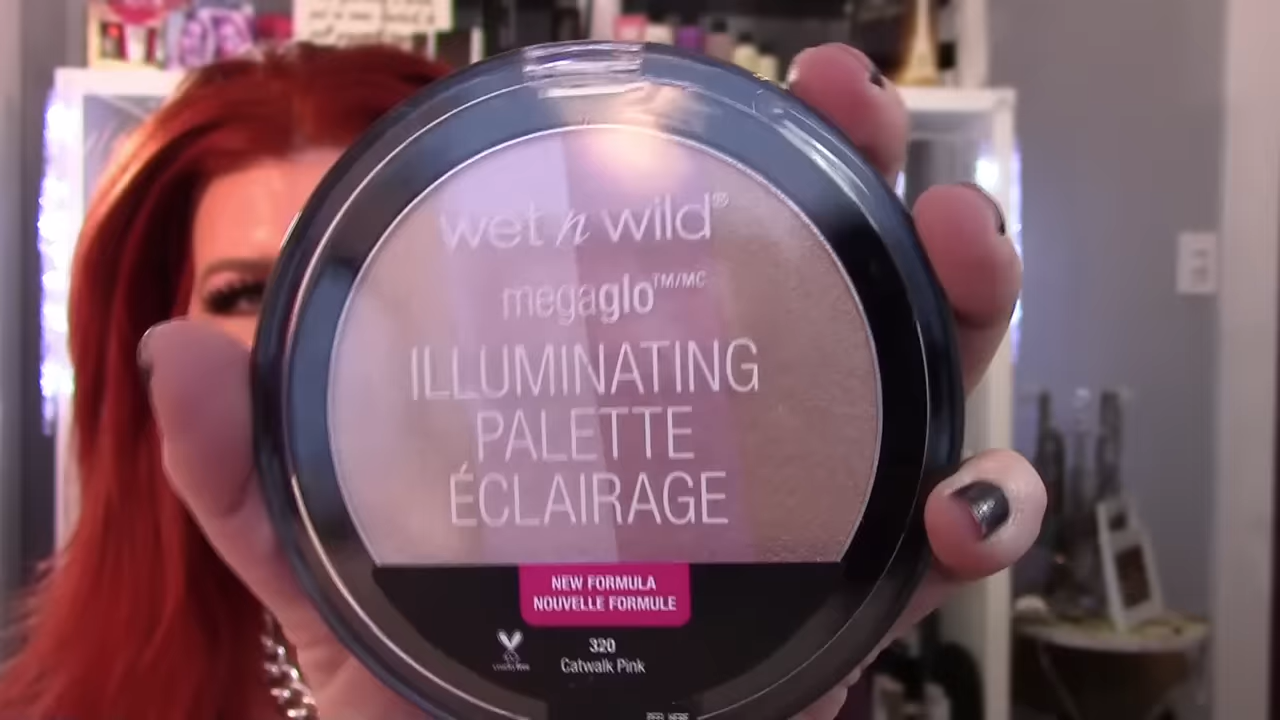 wet n wild®
megaglo™/MC
ILLUMINATING
PALETTE
ÉCLAIRAGE
NEW FORMULA
NOUVELLE FORMULE
320
Catwalk Pink